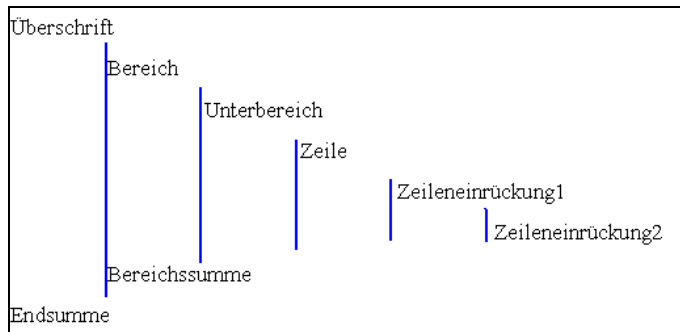 Überschrift
Bereich
Unterbereich
Zeile
Zeileneinrückung1
Zeileneinrückung2
Bereichssumme
Endsumme